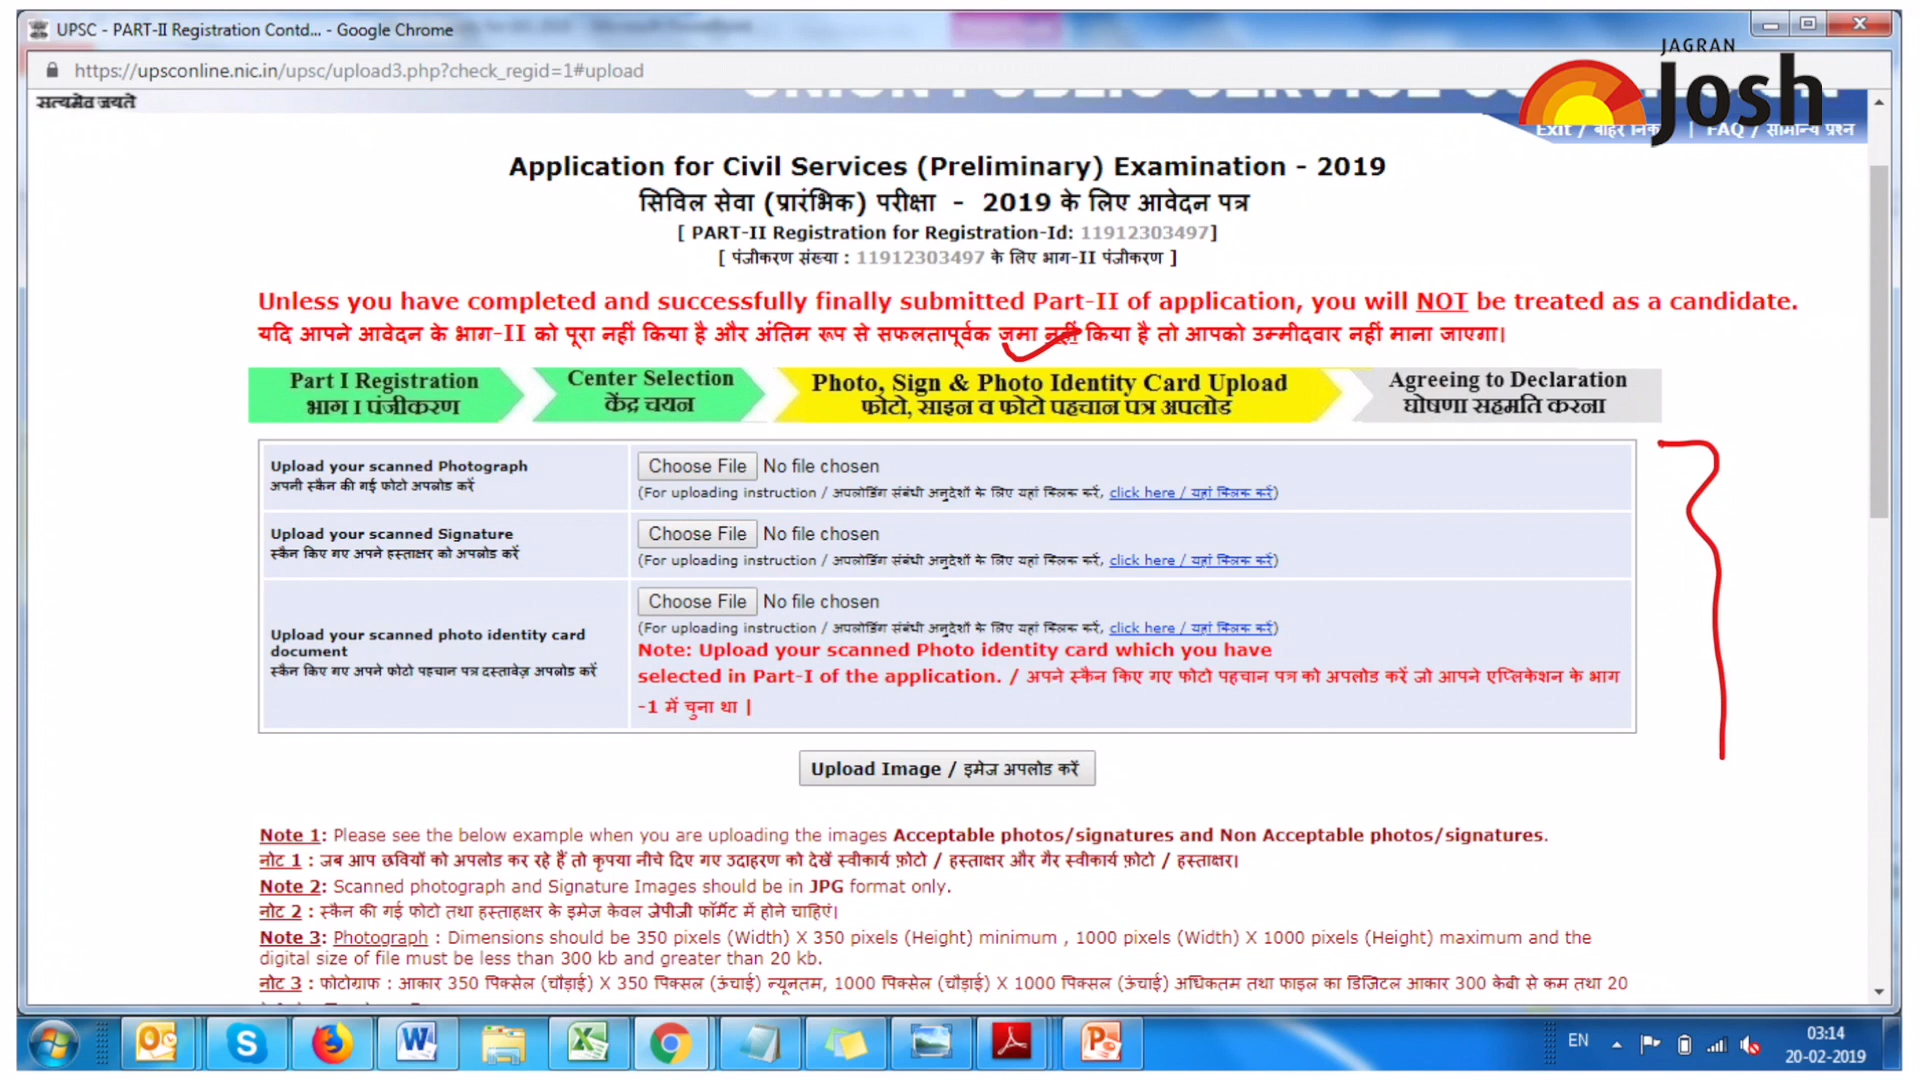 UPSC - PART-II Registration Contd... - Google Chrome
JAGRAN
Josh
https://upsconline.nic.in/upsc/upload3.php?check_regid=1#upload
सत्यमेव जयते
Exit / बाहर | FAQ / सामान्य प्रश्न
Application for Civil Services (Preliminary) Examination - 2019
सिविल सेवा (प्रारंभिक) परीक्षा - 2019 के लिए आवेदन पत्र
[ PART-II Registration for Registration-Id: 11912303497]
[ पंजीकरण संख्या : 11912303497 के लिए भाग-II पंजीकरण ]
Unless you have completed and successfully finally submitted Part-II of application, you will NOT be treated as a candidate.
यदि आपने आवेदन के भाग-II को पूरा नहीं किया है और अंतिम रूप से सफलतापूर्वक जमा नहीं किया है तो आपको उम्मीदवार नहीं माना जाएगा।
Part I Registration
भाग I पंजीकरण
Center Selection
केंद्र चयन
Photo, Sign & Photo Identity Card Upload
फोटो, साइन व फोटो पहचान पत्र अपलोड
Agreeing to Declaration
घोषणा सहमति करना
Upload your scanned Photograph
अपनी स्कैन की गई फोटो अपलोड करें
Choose File No file chosen
(For uploading instruction / अपलोडिंग संबंधी अनुदेशों के लिए यहां क्लिक करें, click here / यहां क्लिक करें)
Upload your scanned Signature
स्कैन किए गए अपने हस्ताक्षर को अपलोड करें
Choose File No file chosen
(For uploading instruction / अपलोडिंग संबंधी अनुदेशों के लिए यहां क्लिक करें, click here / यहां क्लिक करें)
Upload your scanned photo identity card
document
स्कैन किए गए अपने फोटो पहचान पत्र दस्तावेज़ अपलोड करें
Choose File No file chosen
(For uploading instruction / अपलोडिंग संबंधी अनुदेशों के लिए यहां क्लिक करें, click here / यहां क्लिक करें)
Note: Upload your scanned Photo identity card which you have
selected in Part-I of the application. / अपने स्कैन किए गए फोटो पहचान पत्र को अपलोड करें जो आपने एप्लिकेशन के भाग
-1 में चुना था |
Upload Image / इमेज अपलोड करें
Note 1: Please see the below example when you are uploading the images Acceptable photos/signatures and Non Acceptable photos/signatures.
नोट 1 : जब आप छवियों को अपलोड कर रहे हैं तो कृपया नीचे दिए गए उदाहरण को देखें स्वीकार्य फ़ोटो / हस्ताक्षर और गैर स्वीकार्य फ़ोटो / हस्ताक्षर।
Note 2: Scanned photograph and Signature Images should be in JPG format only.
नोट 2 : स्कैन की गई फोटो तथा हस्ताहक्षर के इमेज केवल जेपीजी फॉर्मैट में होने चाहिएं।
Note 3: Photograph : Dimensions should be 350 pixels (Width) X 350 pixels (Height) minimum , 1000 pixels (Width) X 1000 pixels (Height) maximum and the
digital size of file must be less than 300 kb and greater than 20 kb.
नोट 3 : फोटोग्राफ : आकार 350 पिक्सेल (चौड़ाई) X 350 पिक्सल (ऊंचाई) न्यूनतम, 1000 पिक्सेल (चौड़ाई) X 1000 पिक्सल (ऊंचाई) अधिकतम तथा फाइल का डिजिटल आकार 300 केबी से कम तथा 20
EN
03:14
20-02-2019